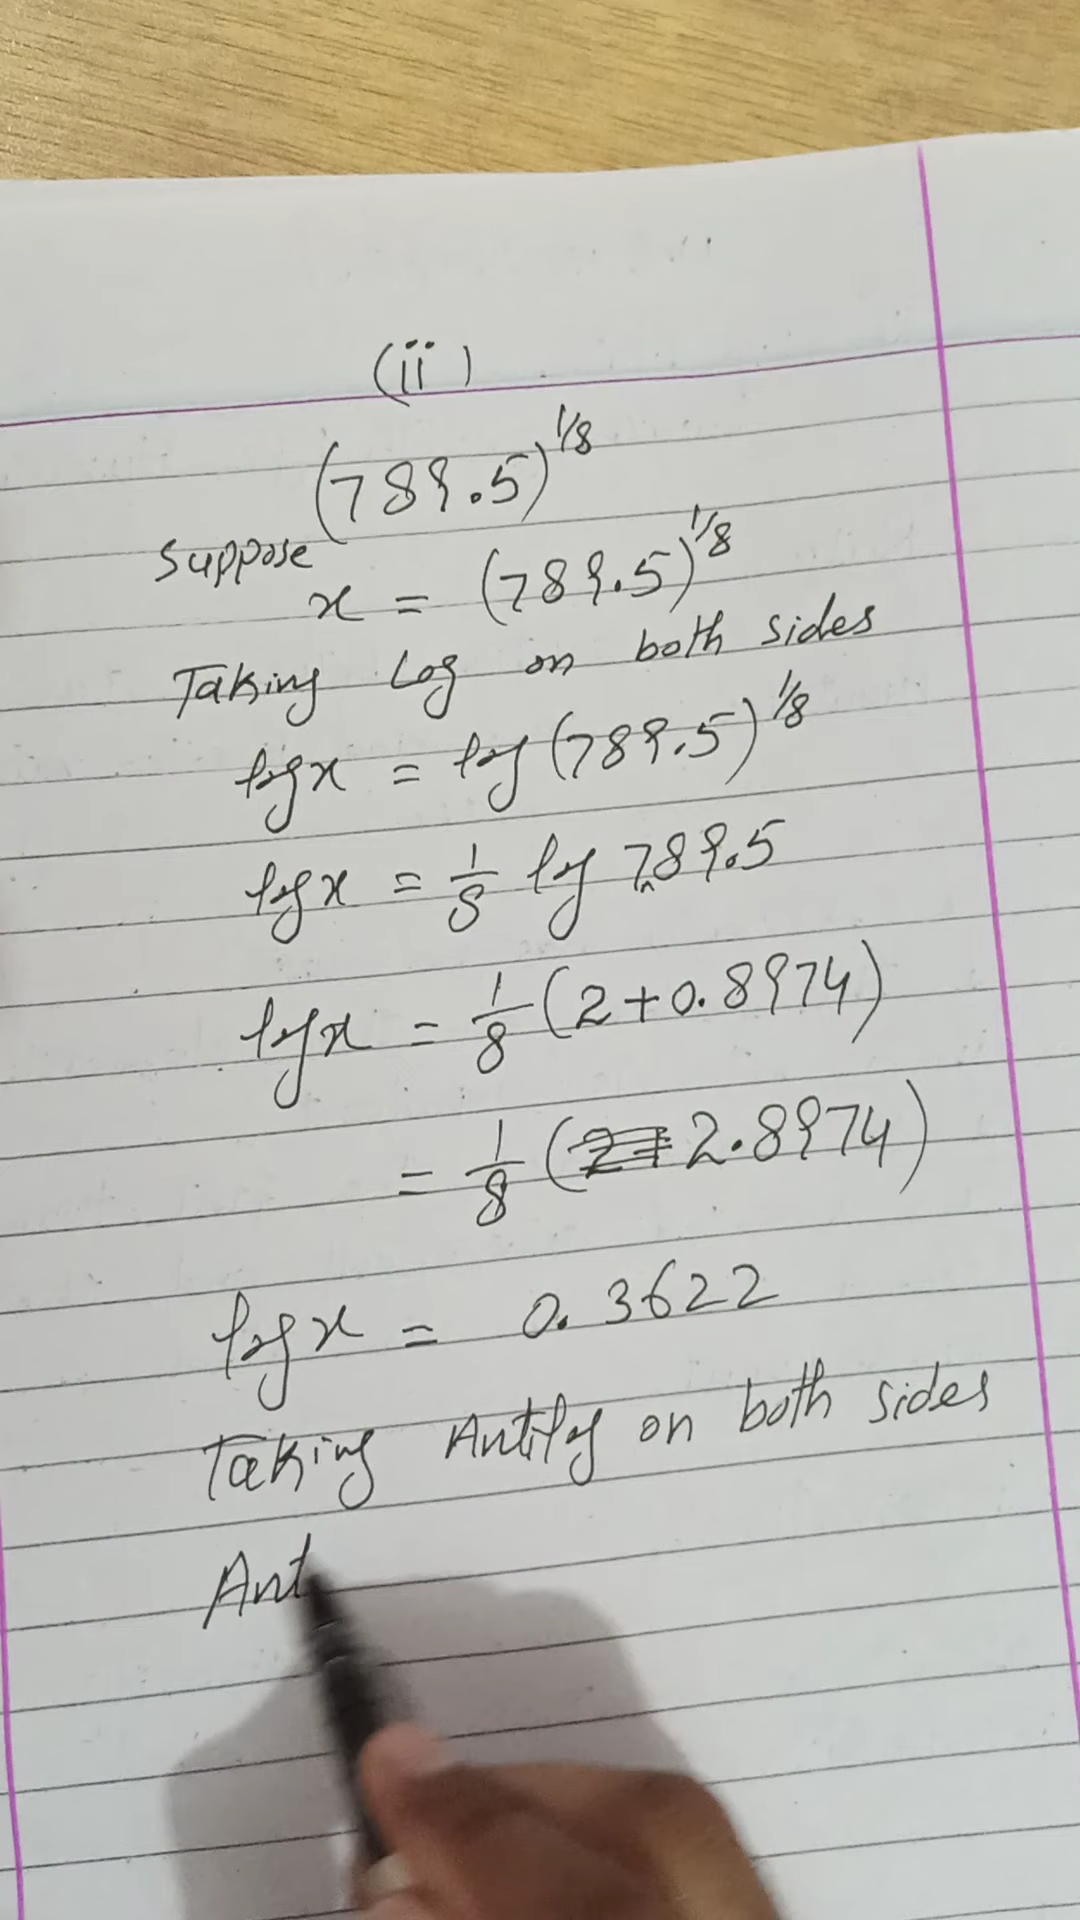 (ii)
(789.5)^1/8
Suppose
x = (789.5)^1/8
Taking Log on both sides
log x = log (789.5)^1/8
log x = 1/8 log 789.5
log x = 1/8 (2+0.8974)
= 1/8 (2.8974)
log x = 0.3622
Taking Antilog on both sides
Ant